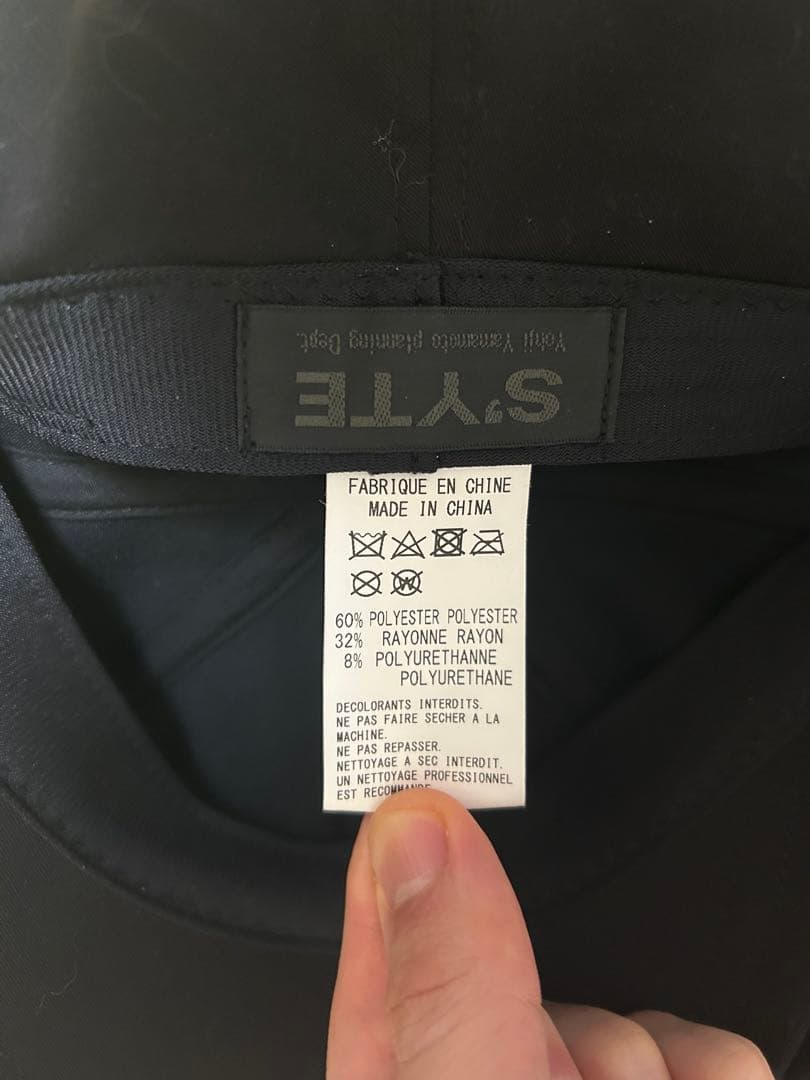 S'YTE
Yohji Yamamoto planning Dept.
FABRIQUE EN CHINE
MADE IN CHINA
W
60% POLYESTER POLYESTER
32% RAYONNE RAYON
8% POLYURETHANNE
POLYURETHANE
DECOLORANTS INTERDITS.
NE PAS FAIRE SECHER A LA
MACHINE.
NE PAS REPASSER.
NETTOYAGE A SEC INTERDIT.
UN NETTOYAGE PROFESSIONNEL
EST RECOMMANDE